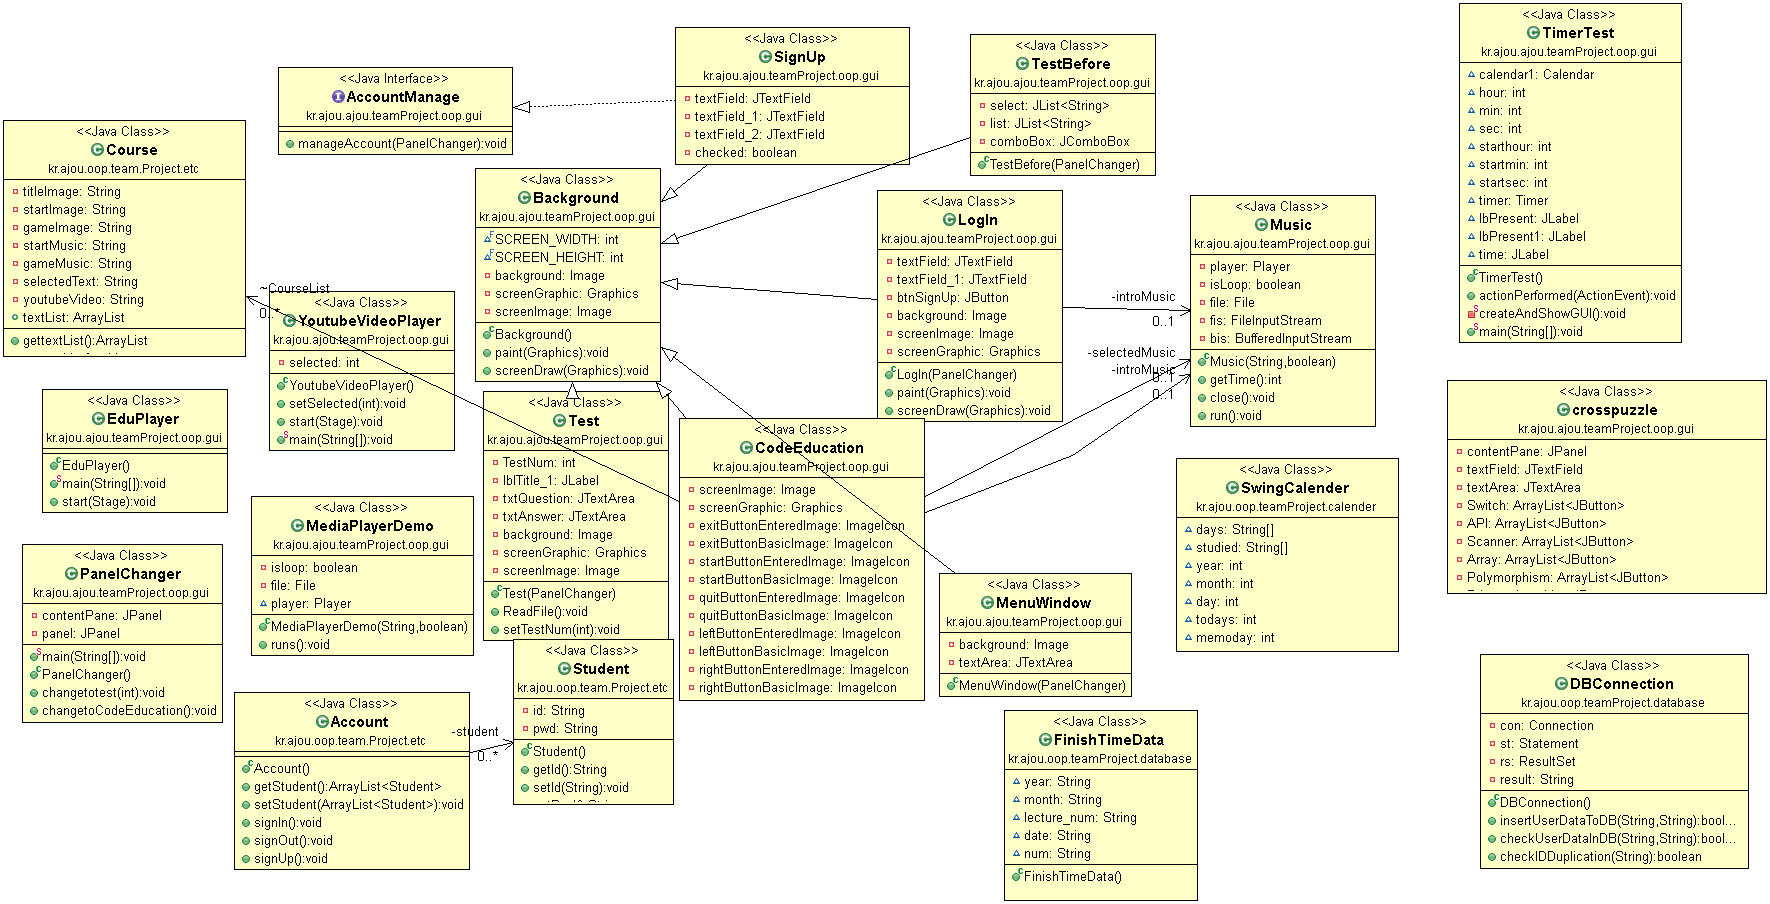 <<Java Class>>
TimerTest
kr.ajou.ajou.teamProject.oop.gui
calendar1: Calendar
hour: int
min: int
sec: int
starthour: int
startmin: int
startsec: int
timer: Timer
lbPresent: JLabel
lbPresent1: JLabel
time: JLabel
TimerTest()
actionPerformed(ActionEvent):void
createAndShowGUI():void
main(String[]):void
<<Java Class>>
SignUp
kr.ajou.ajou.teamProject.oop.gui
textField: JTextField
textField_1: JTextField
textField_2: JTextField
checked: boolean
<<Java Class>>
TestBefore
kr.ajou.ajou.teamProject.oop.gui
select: JList<String>
list: JList<String>
comboBox: JComboBox
TestBefore(PanelChanger)
<<Java Interface>>
AccountManage
kr.ajou.ajou.teamProject.oop.gui
manageAccount(PanelChanger):void
<<Java Class>>
Course
kr.ajou.oop.team.Project.etc
titleImage: String
startImage: String
gameImage: String
startMusic: String
gameMusic: String
selectedText: String
youtubeVideo: String
textList: ArrayList
gettextList():ArrayList
~CourseList
0..*
<<Java Class>>
Background
kr.ajou.ajou.teamProject.oop.gui
SCREEN_WIDTH: int
SCREEN_HEIGHT: int
background: Image
screenGraphic: Graphics
screenImage: Image
Background()
paint(Graphics):void
screenDraw(Graphics):void
<<Java Class>>
LogIn
kr.ajou.ajou.teamProject.oop.gui
textField: JTextField
textField_1: JTextField
btnSignUp: JButton
background: Image
screenImage: Image
screenGraphic: Graphics
LogIn(PanelChanger)
paint(Graphics):void
screenDraw(Graphics):void
-introMusic
0..1
-selectedMusic
-introMusic
0..1
0..1
<<Java Class>>
Music
kr.ajou.ajou.teamProject.oop.gui
player: Player
isLoop: boolean
file: File
fis: FileInputStream
bis: BufferedInputStream
Music(String,boolean)
getTime():int
close():void
run():void
<<Java Class>>
YoutubeVideoPlayer
kr.ajou.ajou.teamProject.oop.gui
selected: int
YoutubeVideoPlayer()
setSelected(int):void
start(Stage):void
main(String[]):void
<<Java Class>>
EduPlayer
kr.ajou.ajou.teamProject.oop.gui
EduPlayer()
main(String[]):void
start(Stage):void
<<Java Class>>
Test
kr.ajou.ajou.teamProject.oop.gui
TestNum: int
lblTitle_1: JLabel
txtQuestion: JTextArea
txtAnswer: JTextArea
background: Image
screenGraphic: Graphics
screenImage: Image
Test(PanelChanger)
ReadFile():void
setTestNum(int):void
<<Java Class>>
CodeEducation
kr.ajou.ajou.teamProject.oop.gui
screenImage: Image
screenGraphic: Graphics
exitButtonEnteredImage: ImageIcon
exitButtonBasicImage: ImageIcon
startButtonEnteredImage: ImageIcon
startButtonBasicImage: ImageIcon
quitButtonEnteredImage: ImageIcon
quitButtonBasicImage: ImageIcon
leftButtonEnteredImage: ImageIcon
leftButtonBasicImage: ImageIcon
rightButtonEnteredImage: ImageIcon
rightButtonBasicImage: ImageIcon
<<Java Class>>
crosspuzzle
kr.ajou.ajou.teamProject.oop.gui
contentPane: JPanel
textField: JTextField
textArea: JTextArea
Switch: ArrayList<JButton>
API: ArrayList<JButton>
Scanner: ArrayList<JButton>
Array: ArrayList<JButton>
Polymorphism: ArrayList<JButton>
<<Java Class>>
SwingCalender
kr.ajou.oop.teamProject.calender
days: String[]
studied: String[]
year: int
month: int
day: int
todays: int
memoday: int
<<Java Class>>
MediaPlayerDemo
kr.ajou.ajou.teamProject.oop.gui
isloop: boolean
file: File
player: Player
MediaPlayerDemo(String,boolean)
runs():void
<<Java Class>>
PanelChanger
kr.ajou.ajou.teamProject.oop.gui
contentPane: JPanel
panel: JPanel
main(String[]):void
PanelChanger()
changetotest(int):void
changetoCodeEducation():void
<<Java Class>>
MenuWindow
kr.ajou.ajou.teamProject.oop.gui
background: Image
textArea: JTextArea
MenuWindow(PanelChanger)
<<Java Class>>
Student
kr.ajou.oop.team.Project.etc
id: String
pwd: String
Student()
getId():String
setId(String):void
<<Java Class>>
Account
kr.ajou.oop.team.Project.etc
Account()
getStudent():ArrayList<Student>
setStudent(ArrayList<Student>):void
signIn():void
signOut():void
signUp():void
-student
0..*
<<Java Class>>
FinishTimeData
kr.ajou.oop.teamProject.database
year: String
month: String
lecture_num: String
date: String
num: String
FinishTimeData()
<<Java Class>>
DBConnection
kr.ajou.oop.teamProject.database
con: Connection
st: Statement
rs: ResultSet
result: String
DBConnection()
insertUserDataToDB(String,String):bool...
checkUserDataInDB(String,String):bool...
checkIDDuplication(String):boolean